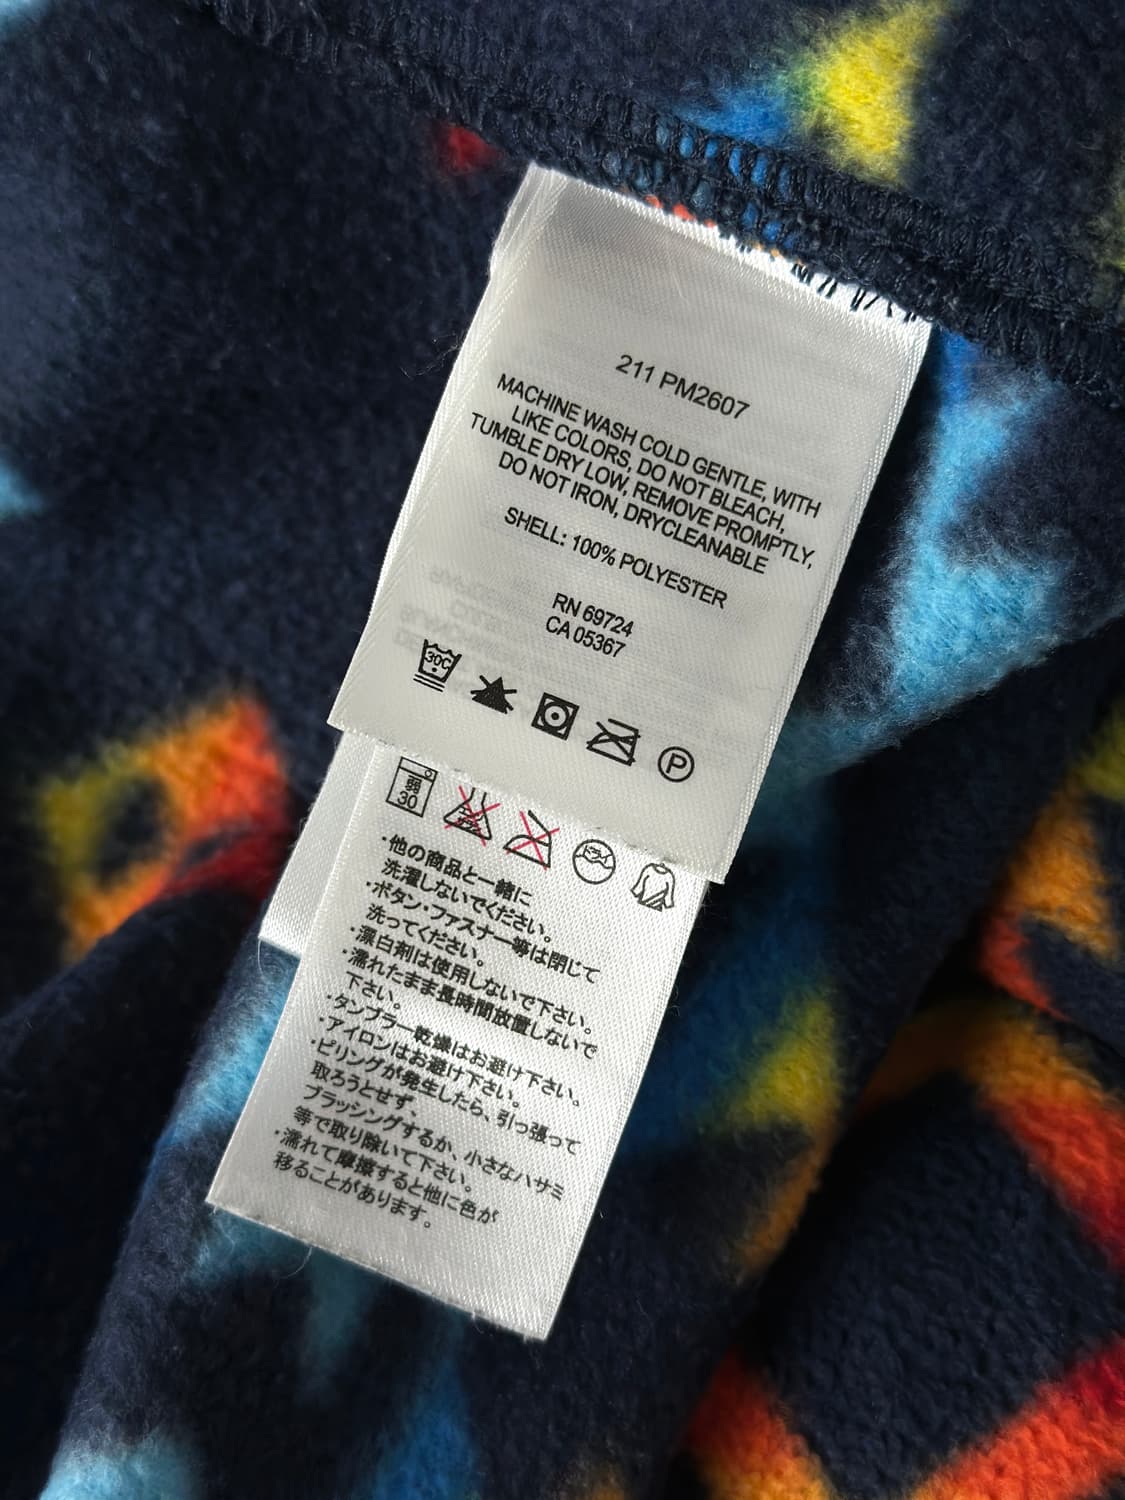 211 PM2607
MACHINE WASH COLD GENTLE, WITH
LIKE COLORS, DO NOT BLEACH,
TUMBLE DRY LOW, REMOVE PROMPTLY,
DO NOT IRON, DRYCLEANABLE
SHELL: 100% POLYESTER
RN 69724
CA 05367
30C
P
弱
30
・他の商品と一緒に
洗濯しないでください。
・ボタン・ファスナー等は閉じて
洗ってください。
・漂白剤は使用しないで下さい。
・濡れたまま長時間放置しないで
下さい。
・タンブラー乾燥はお避け下さい。
・アイロンはお避け下さい。
・ピリングが発生したら、引っ張って
取ろうとせず、
ブラッシングするか、小さなハサミ
等で取り除いて下さい。
・濡れて摩擦すると他に色が
移ることがあります。